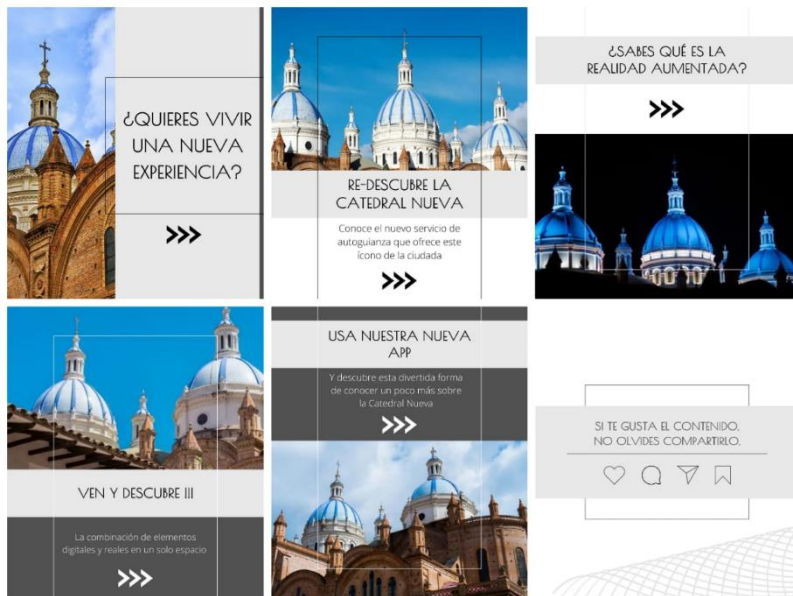 ¿QUIERES VIVIR
UNA NUEVA
EXPERIENCIA?
>>>
RE-DESCUBRE LA
CATEDRAL NUEVA
Conoce el nuevo servicio de
autoguianza que ofrece este
ícono de la ciudada
>>>
¿SABES QUÉ ES LA
REALIDAD AUMENTADA?
>>>
VEN Y DESCUBRE !!!
La combinación de elementos
digitales y reales en un solo espacio
>>>
USA NUESTRA NUEVA
APP
Y descubre esta divertida forma
de conocer un poco más sobre
la Catedral Nueva
>>>
SI TE GUSTA EL CONTENIDO,
NO OLVIDES COMPARTIRLO.